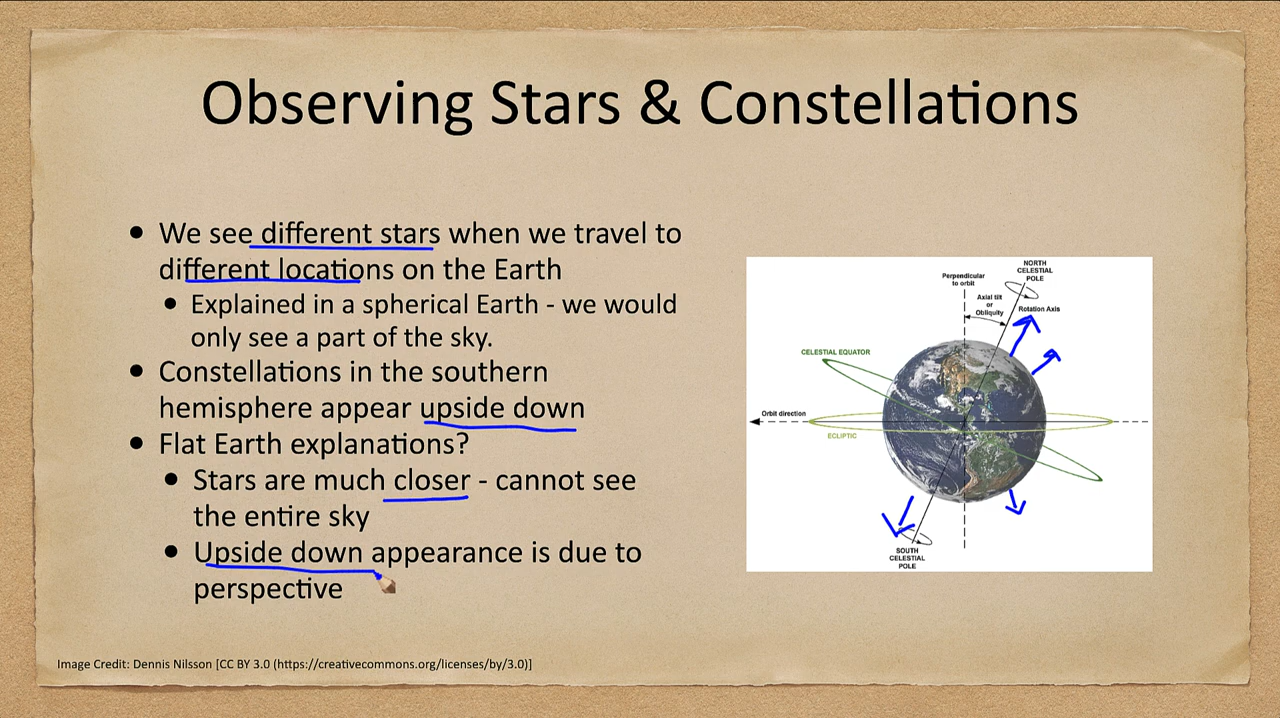 Observing Stars & Constellations
• We see different stars when we travel to
different locations on the Earth
• Explained in a spherical Earth - we would
only see a part of the sky.
• Constellations in the southern
hemisphere appear upside down
• Flat Earth explanations?
• Stars are much closer - cannot see
the entire sky
• Upside down appearance is due to
perspective
NORTH
CELESTIAL
POLE
Perpendicular
to orbit
Axial tilt
or
Obliquity
Rotation Axis
CELESTIAL EQUATOR
Orbit direction
ECLIPTIC
SOUTH
CELESTIAL
POLE
Image Credit: Dennis Nilsson [CC BY 3.0 (https://creativecommons.org/licenses/by/3.0)]